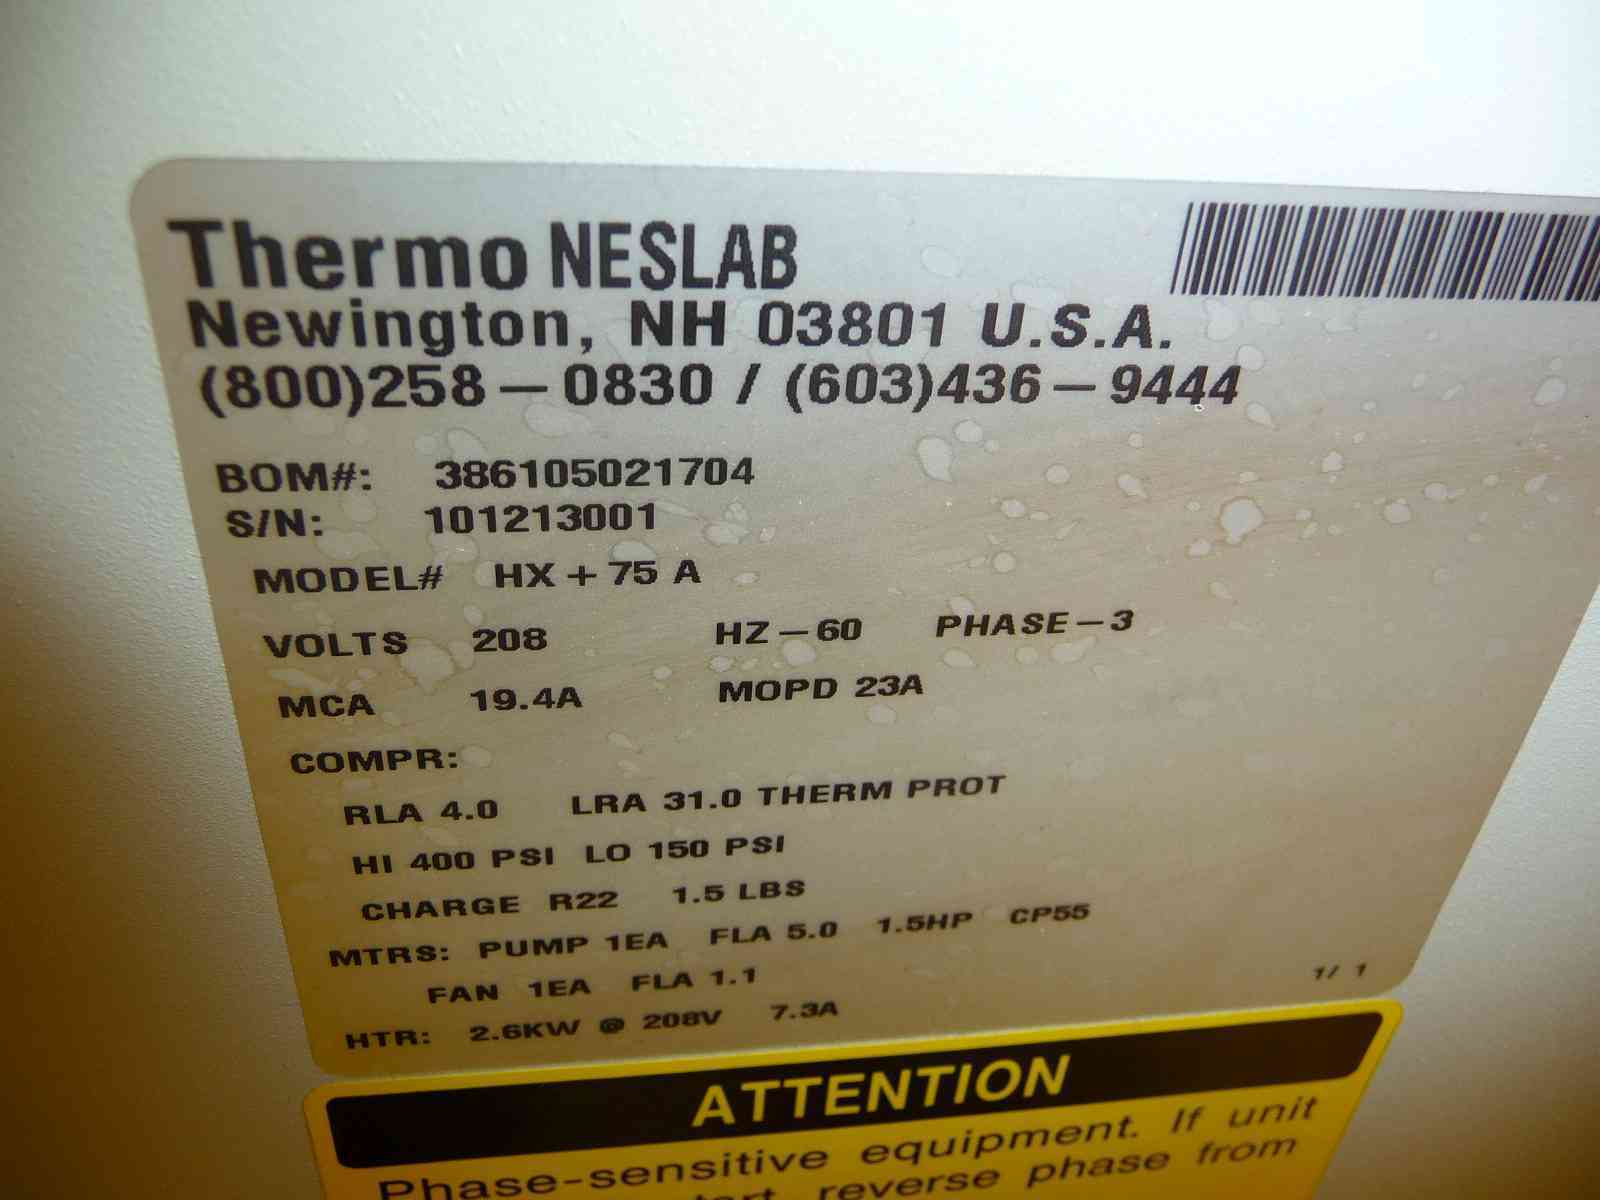 Thermo NESLAB
Newington, NH 03801 U.S.A.
(800)258-0830 / (603)436-9444
BOM#: 386105021704
S/N: 101213001
MODEL# HX+75 A
VOLTS 208 HZ-60 PHASE-3
MCA 19.4A MOPD 23A
COMPR:
RLA 4.0 LRA 31.0 THERM PROT
HI 400 PSI LO 150 PSI
CHARGE R22 1.5 LBS
MTRS: PUMP 1EA FLA 5.0 1.5HP CP55
FAN 1EA FLA 1.1
1/ 1
HTR: 2.6KW @ 208V 7.3A
ATTENTION
Phase-sensitive equipment. If unit
reverse phase from